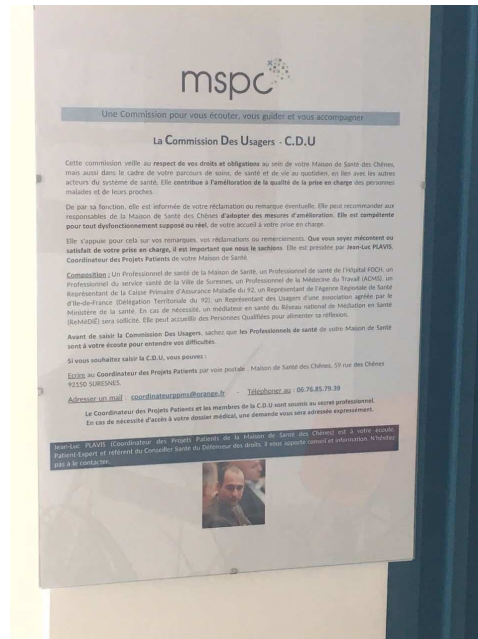 mspc
Une Commission pour vous écouter, vous guider et vous accompagner
La Commission Des Usagers - C.D.U
Cette commission veille au respect de vos droits et obligations au sein de votre Maison de Santé des Chênes,
mais aussi dans le cadre de votre parcours de soins, de santé et de vie au quotidien, en lien avec les autres
acteurs du système de santé. Elle contribue à l'amélioration de la qualité de la prise en charge des personnes
malades et de leurs proches.
De par sa fonction, elle est informée de votre réclamation ou remarque éventuelle. Elle peut recommander aux
responsables de la Maison de Santé des Chênes d'adopter des mesures d'amélioration. Elle est compétente
pour tout dysfonctionnement supposé ou réel, de votre accueil à votre prise en charge.
Elle s'appuie pour cela sur vos remarques, vos réclamations ou remerciements. Que vous soyez mécontent ou
satisfait de votre prise en charge, il est important que nous le sachions. Elle est présidée par Jean-Luc PLAVIS,
Coordinateur des Projets Patients de votre Maison de Santé.
Composition : Un Professionnel de santé de la Maison de Santé, un Professionnel de santé de l'Hôpital FOCH, un
Professionnel du service santé de la Ville de Suresnes, un Professionnel de la Médecine du Travail (ACMS), un
Représentant de la Caisse Primaire d'Assurance Maladie du 92, un Représentant de l'Agence Régionale de Santé
d'Ile-de-France (Délégation Territoriale du 92), un Représentant des Usagers d'une association agréée par le
Ministère de la santé. En cas de nécessité, un médiateur en santé du Réseau national de Médiation en Santé
(ReMéDIÉ) sera sollicité. Elle peut accueillir des Personnes Qualifiées pour alimenter sa réflexion.
Avant de saisir la Commission Des Usagers, sachez que les Professionnels de santé de votre Maison de Santé
sont à votre écoute pour entendre vos difficultés.
Si vous souhaitez saisir la C.D.U, vous pouvez :
Ecrire au Coordinateur des Projets Patients par voie postale : Maison de Santé des Chênes, 59 rue des Chênes
92150 SURESNES.
Adresser un mail : coordinateurppms@orange.fr - Téléphoner au : 06.76.85.79.39
Le Coordinateur des Projets Patients et les membres de la C.D.U sont soumis au secret professionnel.
En cas de nécessité d'accès à votre dossier médical, une demande vous sera adressée expressément.
Jean-Luc PLAVIS (Coordinateur des Projets Patients de la Maison de Santé des Chênes) est à votre écoute.
Patient-Expert et référent du Conseiller Santé du Défenseur des droits, il vous apporte conseil et information. N'hésitez
pas à le contacter.